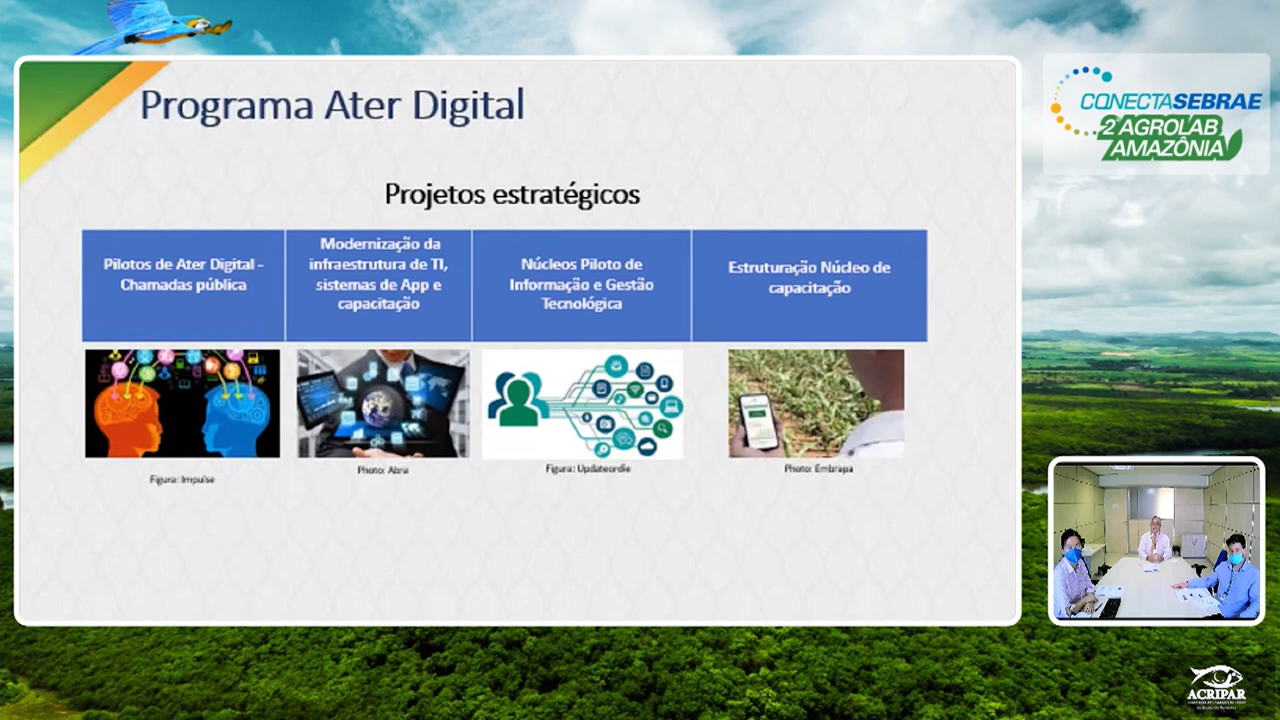 Programa Ater Digital
CONECTASEBRAE
2º AGROLAB
AMAZÔNIA
Projetos estratégicos
Pilotos de Ater Digital -
Chamadas pública
Modernização da
infraestrutura de TI,
sistemas de App e
capacitação
Núcleos Piloto de
Informação e Gestão
Tecnológica
Estruturação Núcleo de
capacitação
Figura: Impulse
Photo: Abra
Figura: Updateordie
Photo: Embrapa
ACRIPAR